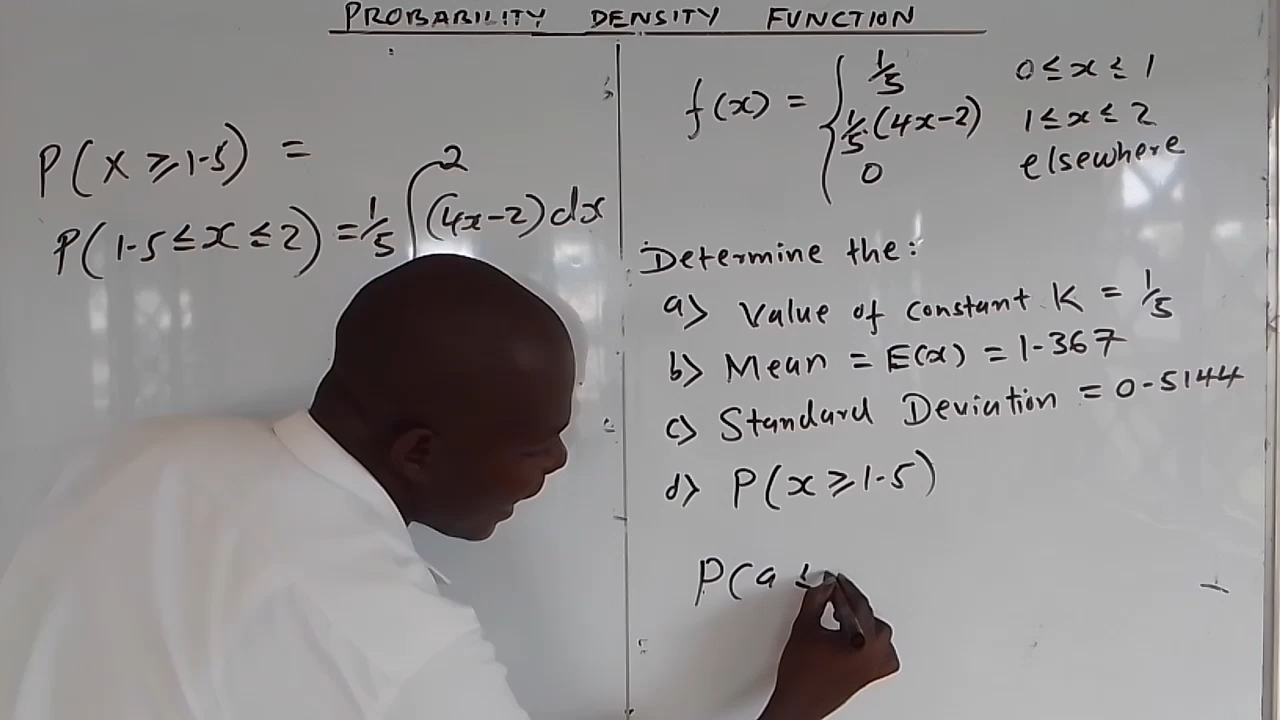 PROBABILITY DENSITY FUNCTION
P(X ≥ 1.5) =
P(1.5 ≤ x ≤ 2) = 1/5 ∫ 2 (4x-2) dx
f(x) = { 1/5 0 ≤ x ≤ 1
1/5.(4x-2) 1 ≤ x ≤ 2
0 elsewhere
Determine the:
a) Value of constant K = 1/5
b) Mean = E(x) = 1.367
c) Standard Deviation = 0.5144
d) P(x ≥ 1.5)
P(a ≤